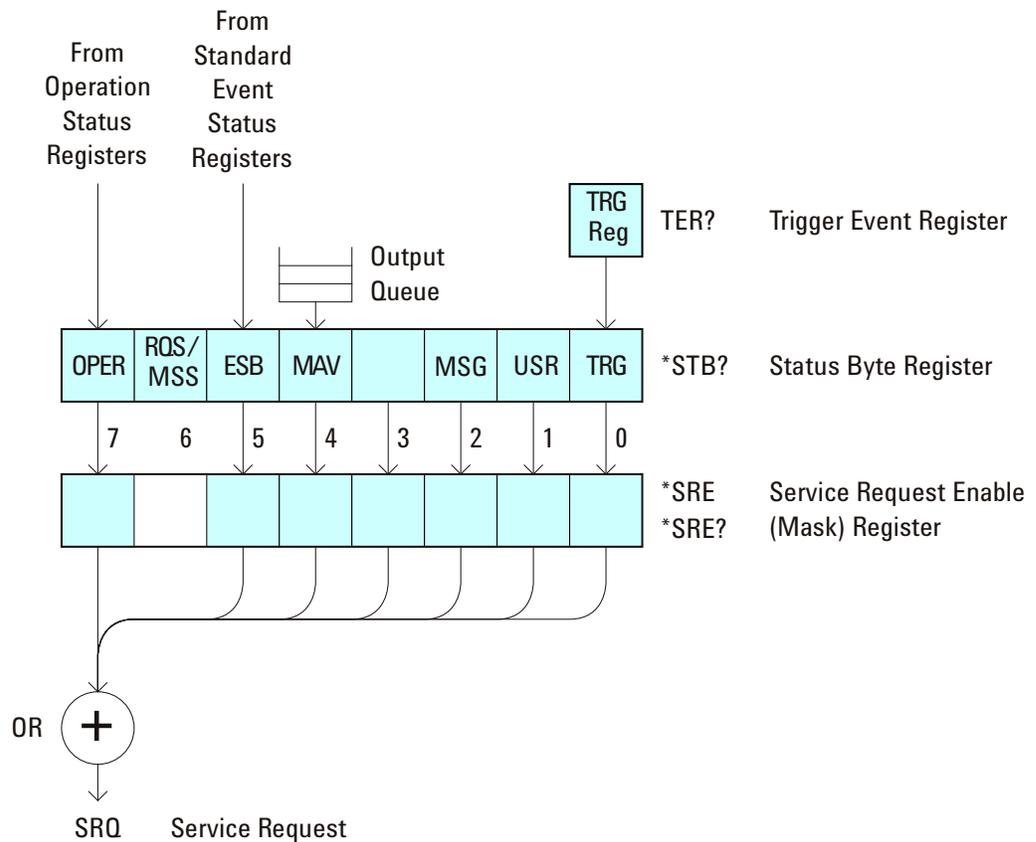 From
Operation
Status
Registers
From
Standard
Event
Status
Registers
TRG
Reg
TER? Trigger Event Register
Output
Queue
OPER RQS/
MSS ESB MAV MSG USR TRG *STB? Status Byte Register
7 6 5 4 3 2 1 0
*SRE Service Request Enable
*SRE? (Mask) Register
OR +
SRQ Service Request